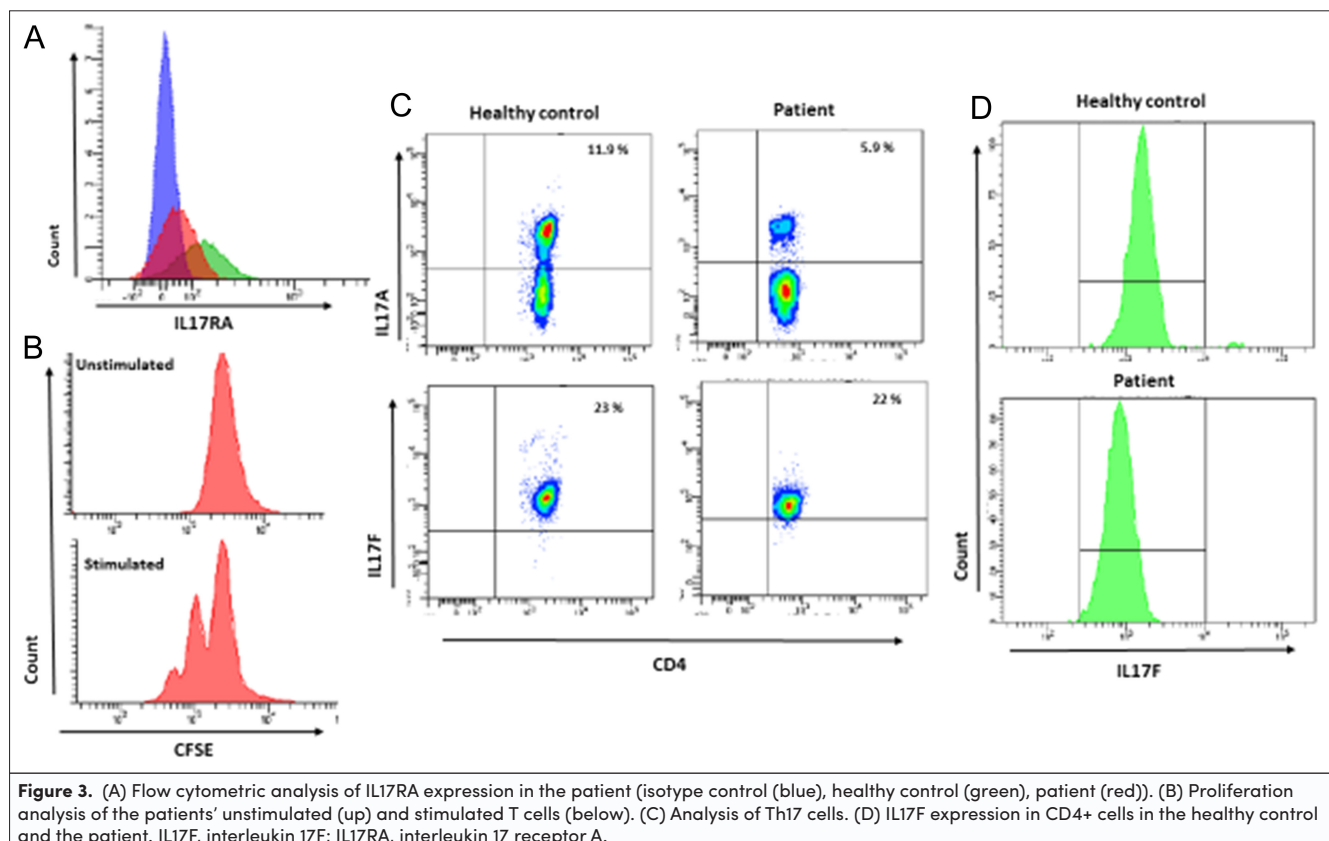 A
Count
IL17RA
B
Unstimulated
Stimulated
Count
CFSE
C
Healthy control
Patient
11.9 %
5.9 %
IL17A
23 %
22 %
IL17F
CD4
D
Healthy control
Patient
Count
IL17F
Figure 3. (A) Flow cytometric analysis of IL17RA expression in the patient (isotype control (blue), healthy control (green), patient (red)). (B) Proliferation
analysis of the patients' unstimulated (up) and stimulated T cells (below). (C) Analysis of Th17 cells. (D) IL17F expression in CD4+ cells in the healthy control
and the patient. IL17F, interleukin 17F; IL17RA, interleukin 17 receptor A.